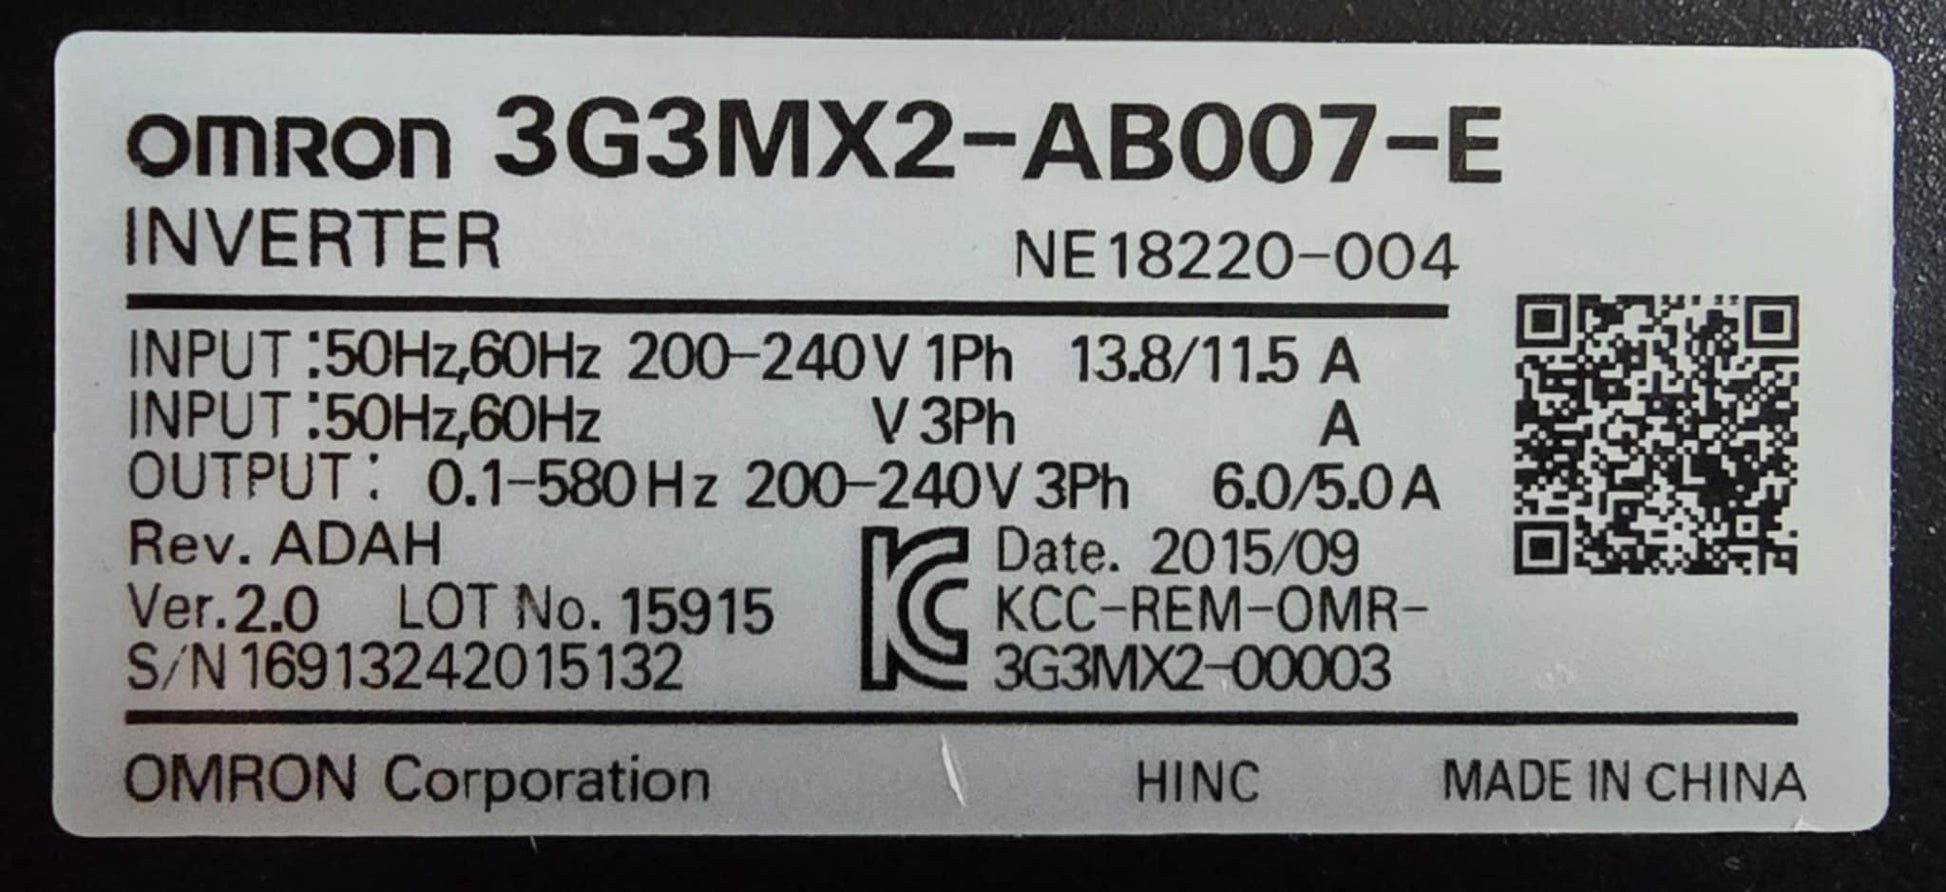 OMRON 3G3MX2-AB007-E
INVERTER NE18220-004
INPUT :50Hz,60Hz 200-240V 1Ph 13.8/11.5 A
INPUT :50Hz,60Hz V 3Ph A
OUTPUT: 0.1-580Hz 200-240V 3Ph 6.0/5.0 A
Rev. ADAH
Ver.2.0 LOT No. 15915
S/N 16913242015132
Date. 2015/09
KCC-REM-OMR-
3G3MX2-00003
OMRON Corporation HINC MADE IN CHINA